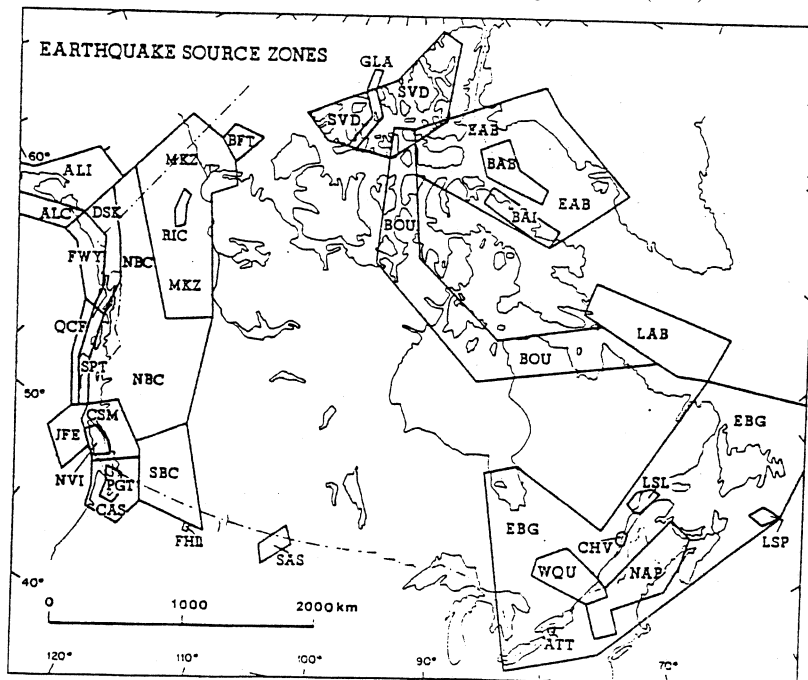 EARTHQUAKE SOURCE ZONES
GLA
SVD
SVD
EAB
BFT
MKZ
60°
ALI
BAB
EAB
ALC
DSK
BAI
BOU
RIC
FWY
NBC
MKZ
QCF
LAB
SPT
BOU
NBC
50°
CSM
EBG
JFE
NVI
PGT
SBC
LSL
CAS
EBG
FHL
SAS
CHV
LSP
WQU
NAP
40°
0 1000 2000 km
ATT
120° 110° 100° 90° 70°